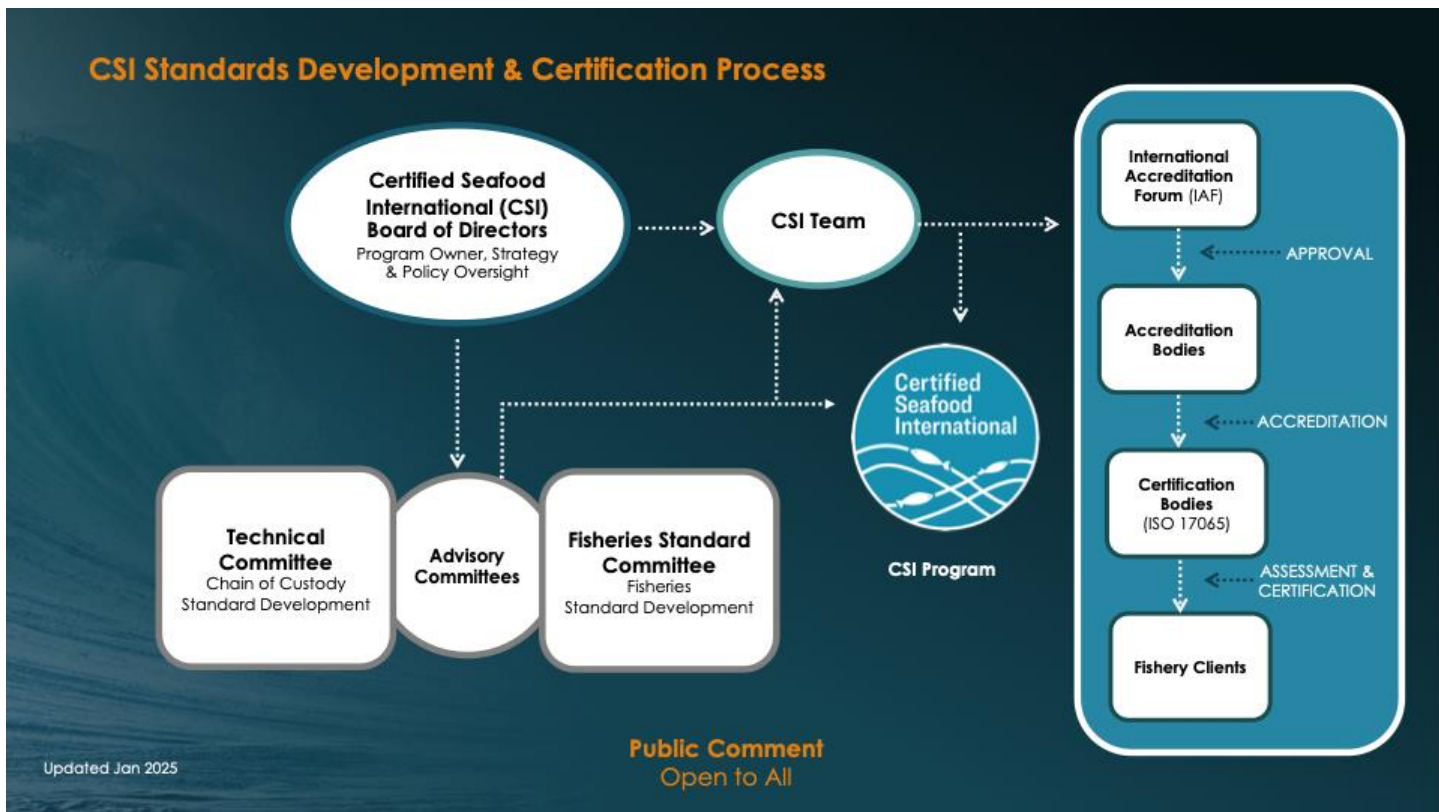 CSI Standards Development & Certification Process
Certified Seafood
International (CSI)
Board of Directors
Program Owner, Strategy
& Policy Oversight
CSI Team
International
Accreditation
Forum (IAF)
APPROVAL
Accreditation
Bodies
ACCREDITATION
Certification
Bodies
(ISO 17065)
ASSESSMENT &
CERTIFICATION
Fishery Clients
Certified
Seafood
International
CSI Program
Technical
Committee
Chain of Custody
Standard Development
Advisory
Committees
Fisheries Standard
Committee
Fisheries
Standard Development
Public Comment
Open to All
Updated Jan 2025